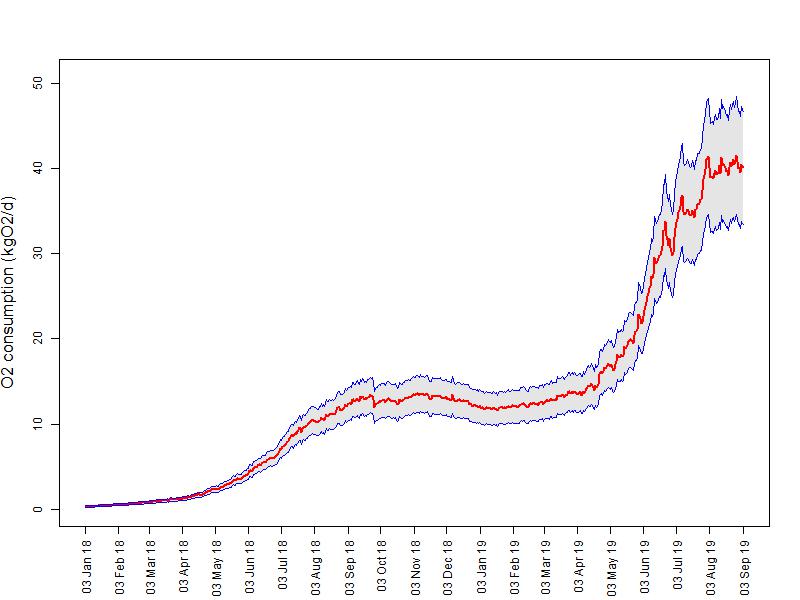 O2 consumption (kgO2/d)
50
40
30
20
10
0
03 Jan 18
03 Feb 18
03 Mar 18
03 Apr 18
03 May 18
03 Jun 18
03 Jul 18
03 Aug 18
03 Sep 18
03 Oct 18
03 Nov 18
03 Dec 18
03 Jan 19
03 Feb 19
03 Mar 19
03 Apr 19
03 May 19
03 Jun 19
03 Jul 19
03 Aug 19
03 Sep 19